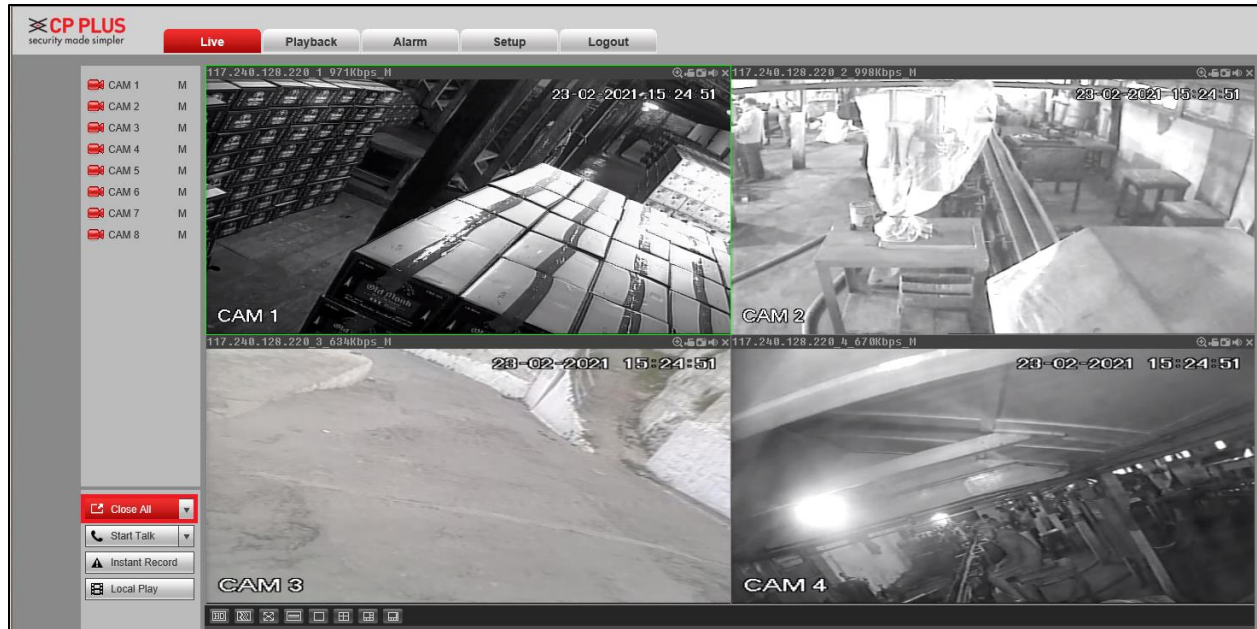 CP PLUS
security made simpler
Live Playback Alarm Setup Logout
CAM 1 M
CAM 2 M
CAM 3 M
CAM 4 M
CAM 5 M
CAM 6 M
CAM 7 M
CAM 8 M
Close All
Start Talk
Instant Record
Local Play
117.240.128.220_1_971Kbps_M
23-02-2021 15:24:51
Old Monk
CAM 1
117.240.128.220_2_998Kbps_M
23-02-2021 15:24:51
CAM 2
117.240.128.220_3_634Kbps_M
23-02-2021 15:24:51
CAM 3
117.240.128.220_4_670Kbps_M
23-02-2021 15:24:51
CAM 4